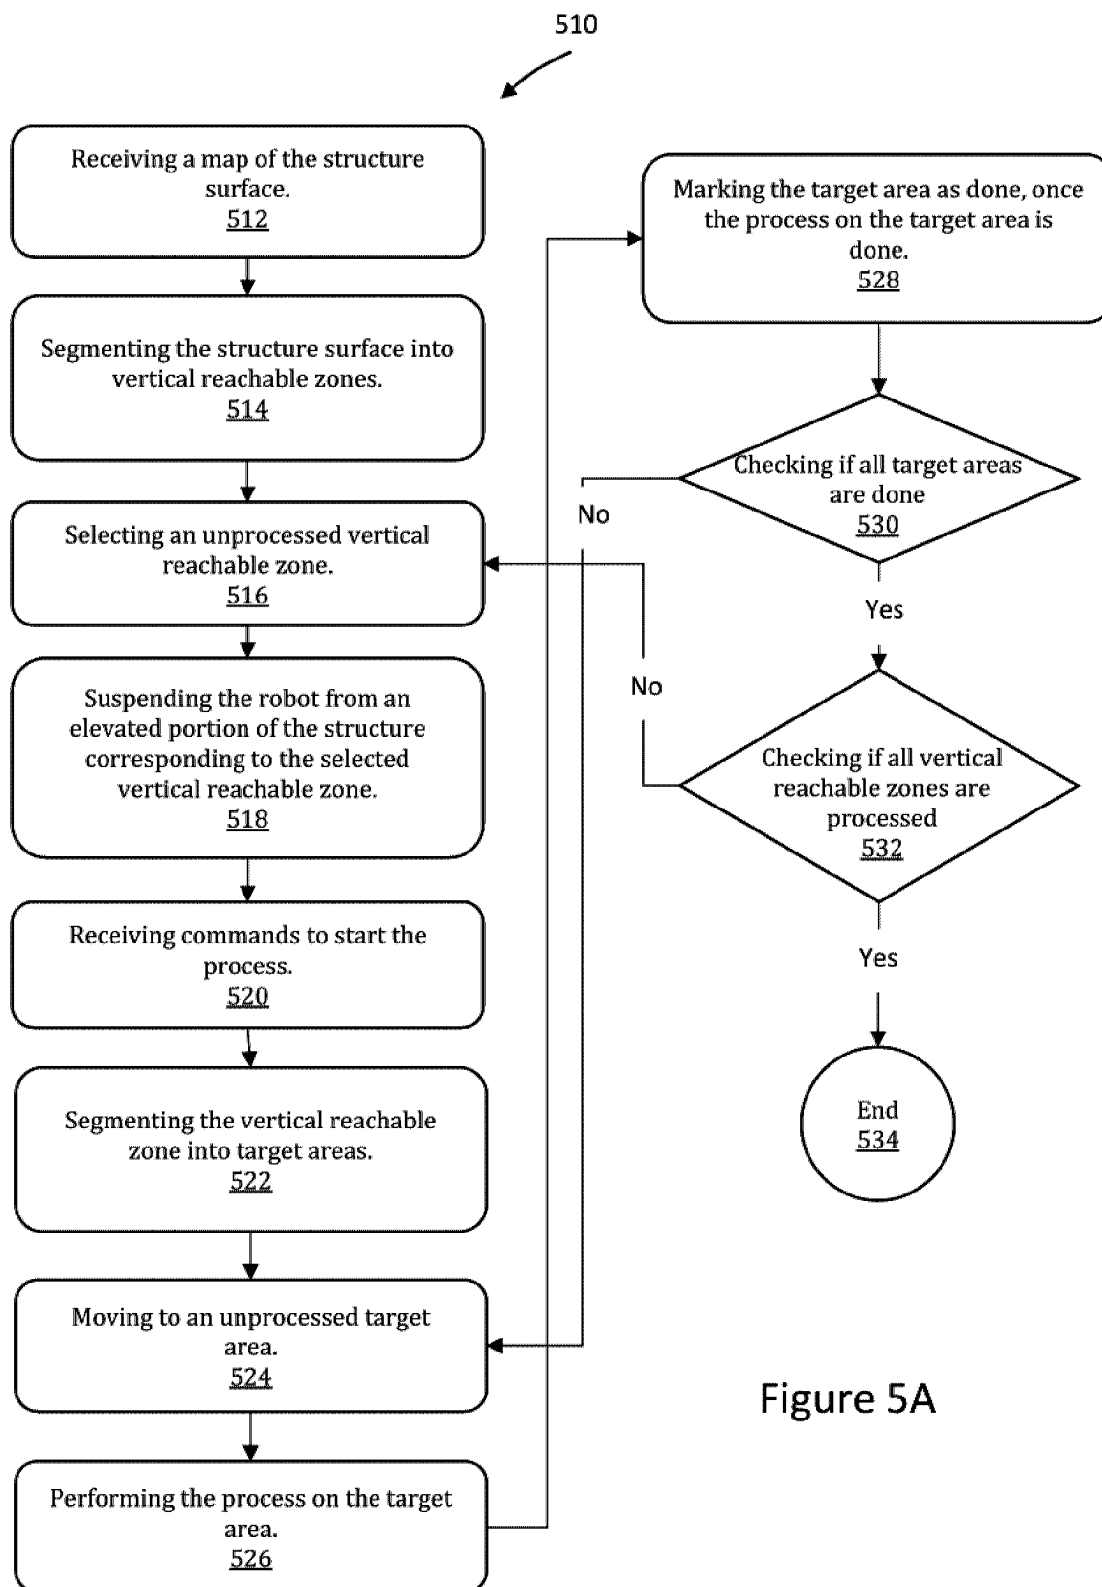 510
Receiving a map of the structure
surface.
512
Segmenting the structure surface into
vertical reachable zones.
514
Selecting an unprocessed vertical
reachable zone.
516
Suspending the robot from an
elevated portion of the structure
corresponding to the selected
vertical reachable zone.
518
Receiving commands to start the
process.
520
Segmenting the vertical reachable
zone into target areas.
522
Moving to an unprocessed target
area.
524
Performing the process on the target
area.
526
Marking the target area as done, once
the process on the target area is
done.
528
Checking if all target areas
are done
530
No
Yes
Checking if all vertical
reachable zones are
processed
532
No
Yes
End
534
Figure 5A